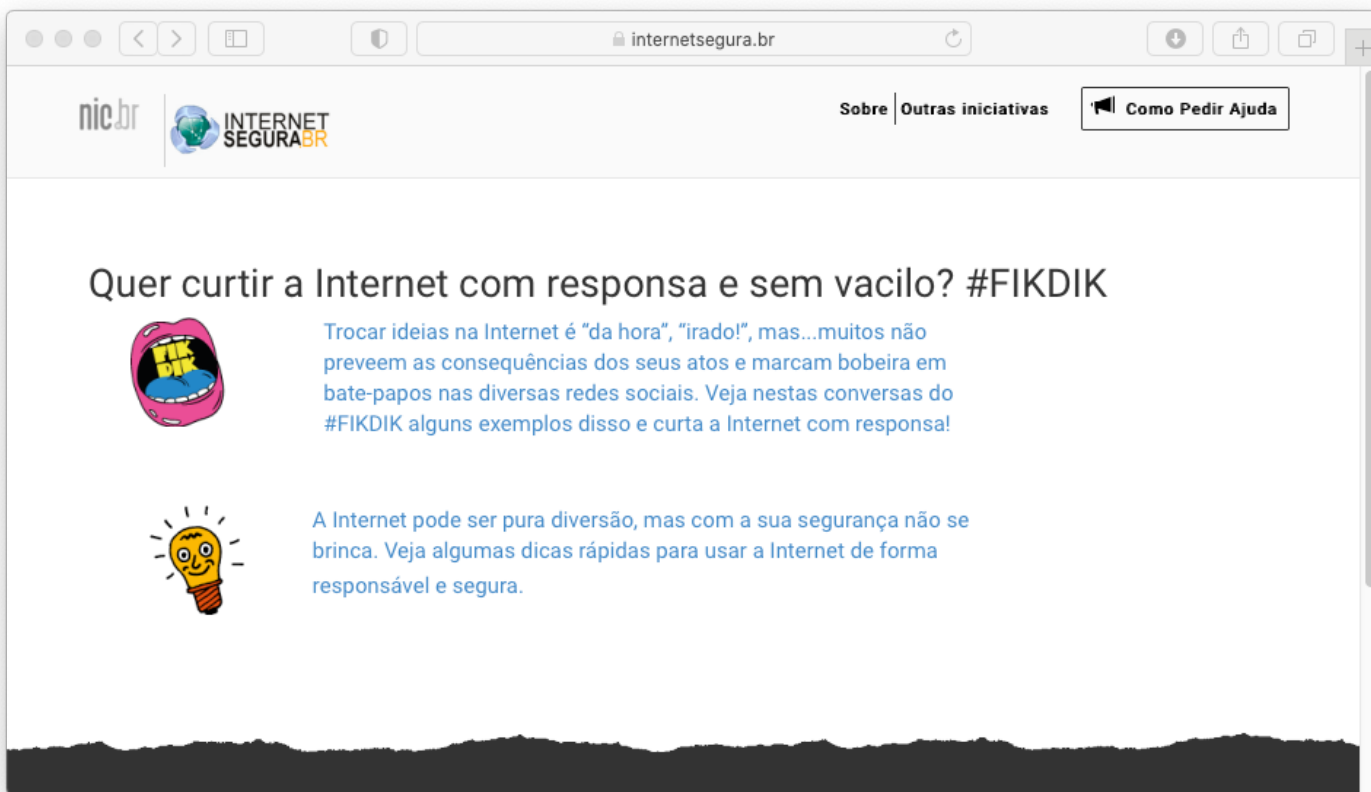 internetsegura.br
nic.br
INTERNET
SEGURABR
Sobre
Outras iniciativas
Como Pedir Ajuda
Quer curtir a Internet com responsa e sem vacilo? #FIKDIK
FIK
DIK
Trocar ideias na Internet é “da hora”, “irado!”, mas...muitos não
preveem as consequências dos seus atos e marcam bobeira em
bate-papos nas diversas redes sociais. Veja nestas conversas do
#FIKDIK alguns exemplos disso e curta a Internet com responsa!
A Internet pode ser pura diversão, mas com a sua segurança não se
brinca. Veja algumas dicas rápidas para usar a Internet de forma
responsável e segura.